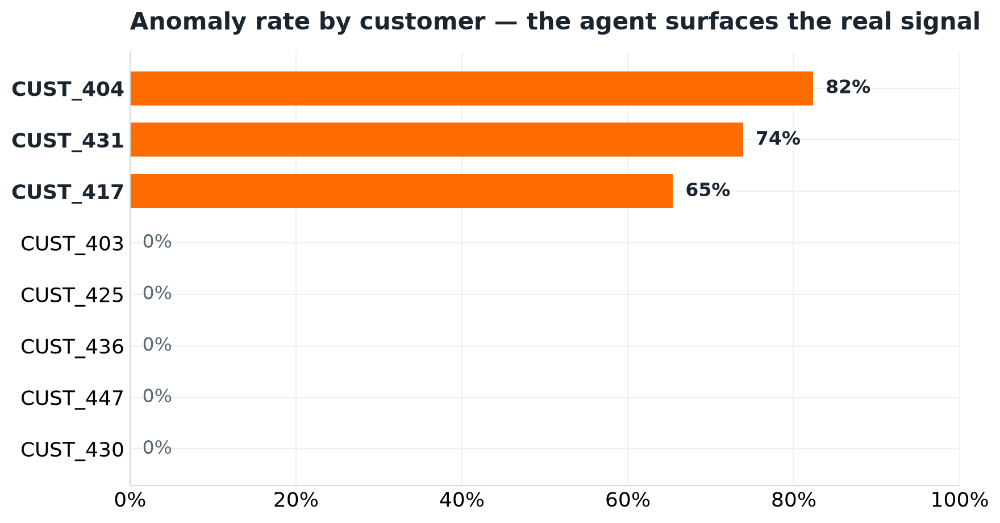 Anomaly rate by customer — the agent surfaces the real signal
CUST_404 82%
CUST_431 74%
CUST_417 65%
CUST_403 0%
CUST_425 0%
CUST_436 0%
CUST_447 0%
CUST_430 0%
0% 20% 40% 60% 80% 100%